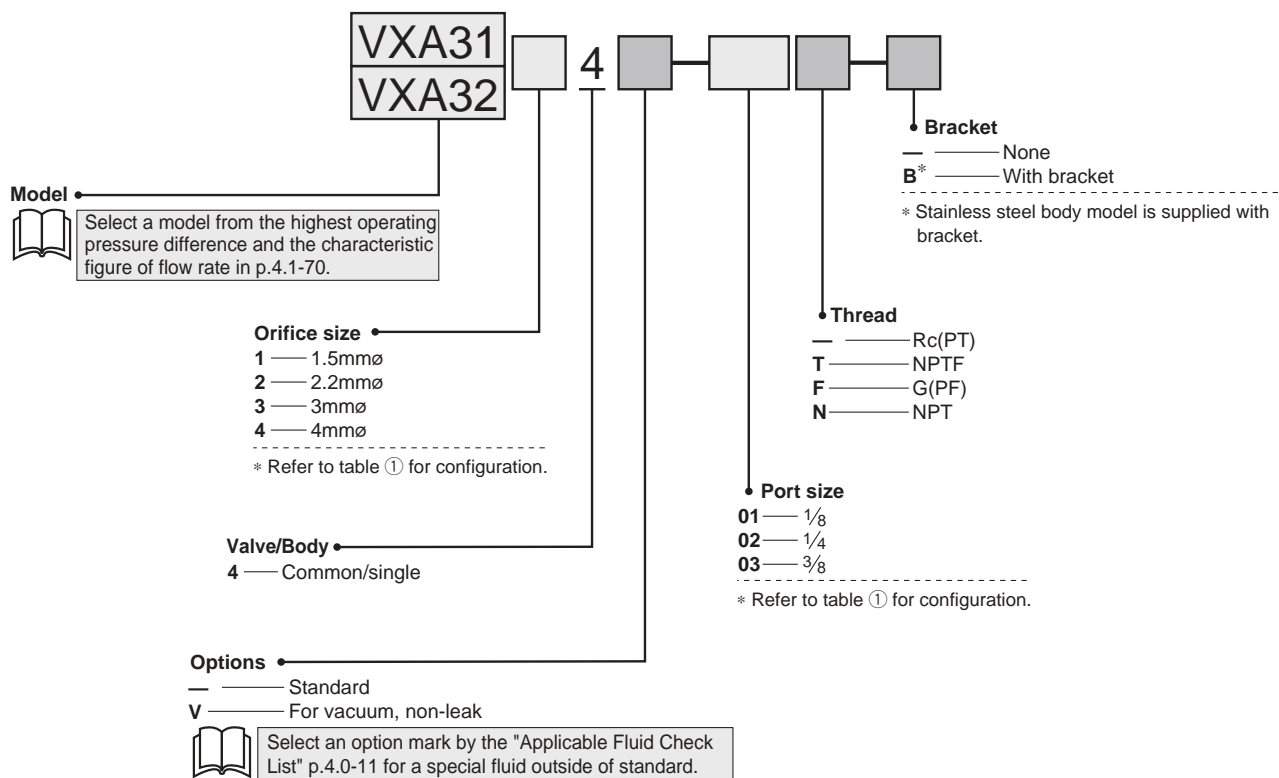 VXA31
VXA32
4
Bracket
— None
B* With bracket
* Stainless steel body model is supplied with
bracket.
Model
Select a model from the highest operating
pressure difference and the characteristic
figure of flow rate in p.4.1-70.
Thread
— Rc(PT)
T NPTF
F G(PF)
N NPT
Orifice size
1 — 1.5mmø
2 — 2.2mmø
3 — 3mmø
4 — 4mmø
* Refer to table ① for configuration.
Port size
01 — 1/8
02 — 1/4
03 — 3/8
* Refer to table ① for configuration.
Valve/Body
4 — Common/single
Options
— Standard
V For vacuum, non-leak
Select an option mark by the "Applicable Fluid Check
List" p.4.0-11 for a special fluid outside of standard.